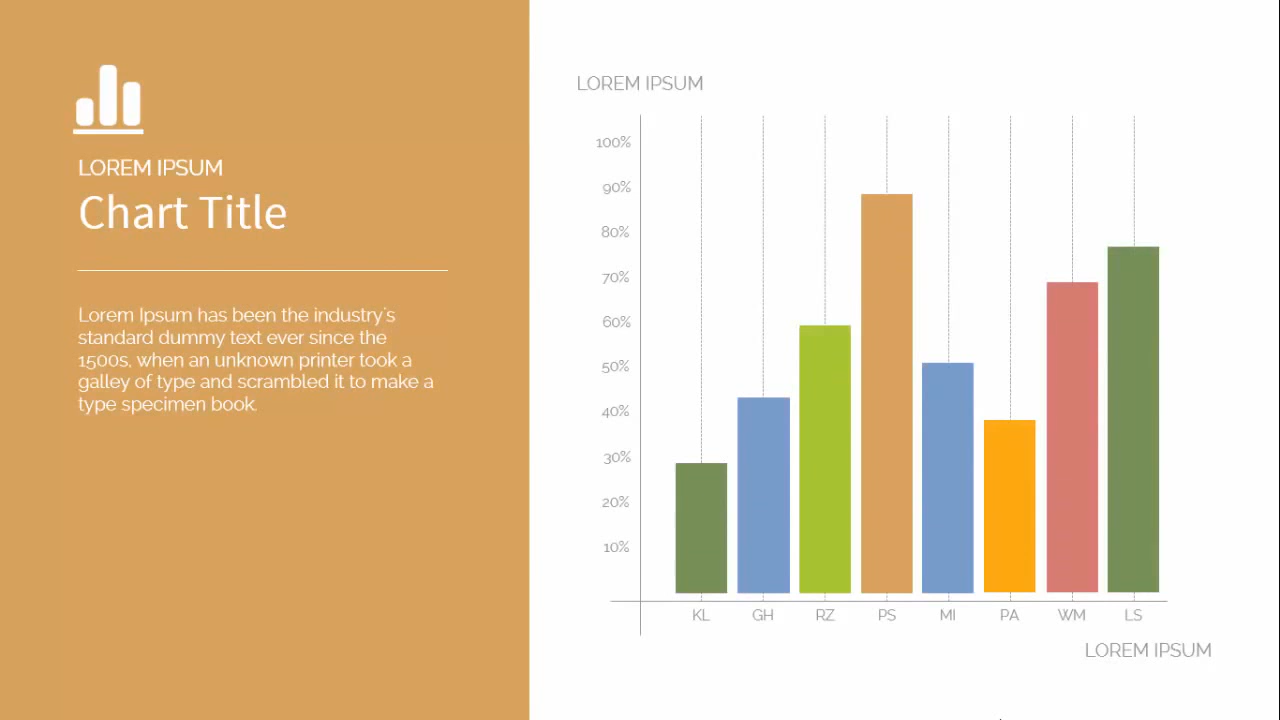 LOREM IPSUM
Chart Title
Lorem Ipsum has been the industry's
standard dummy text ever since the
1500s, when an unknown printer took a
galley of type and scrambled it to make a
type specimen book.
LOREM IPSUM
100%
90%
80%
70%
60%
50%
40%
30%
20%
10%
KL GH RZ PS MI PA WM LS
LOREM IPSUM